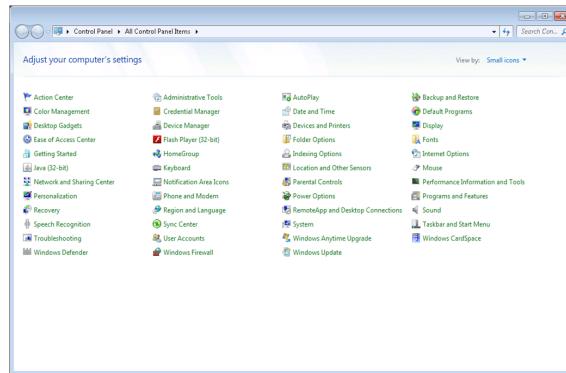 Control Panel ▸ All Control Panel Items ▸
Search Con...
Adjust your computer's settings
View by: Small icons
Action Center
Administrative Tools
AutoPlay
Backup and Restore
Color Management
Credential Manager
Date and Time
Default Programs
Desktop Gadgets
Device Manager
Devices and Printers
Display
Ease of Access Center
Flash Player (32-bit)
Folder Options
Fonts
Getting Started
HomeGroup
Indexing Options
Internet Options
Java (32-bit)
Keyboard
Location and Other Sensors
Mouse
Network and Sharing Center
Notification Area Icons
Parental Controls
Performance Information and Tools
Personalization
Phone and Modem
Power Options
Programs and Features
Recovery
Region and Language
RemoteApp and Desktop Connections
Sound
Speech Recognition
Sync Center
System
Taskbar and Start Menu
Troubleshooting
User Accounts
Windows Anytime Upgrade
Windows CardSpace
Windows Defender
Windows Firewall
Windows Update